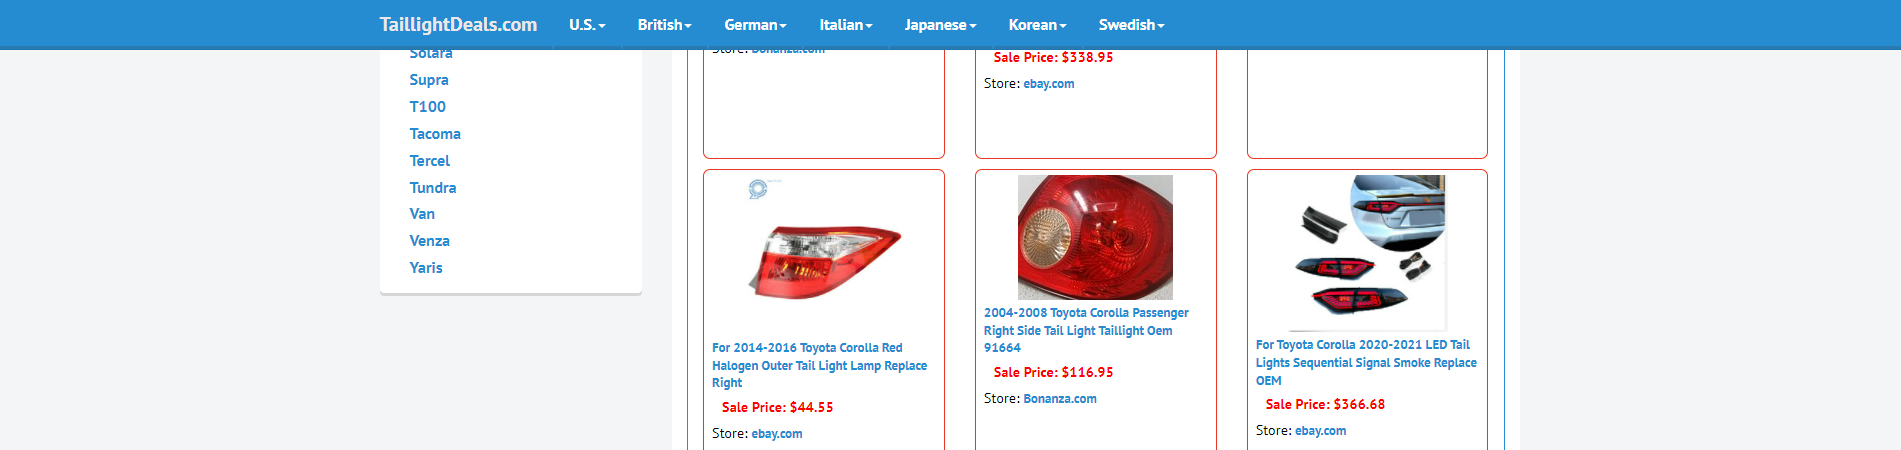 TaillightDeals.com U.S. British German Italian Japanese Korean Swedish
Solara
Supra
T100
Tacoma
Tercel
Tundra
Van
Venza
Yaris
Store: Bonanza.com
Sale Price: $338.95
Store: ebay.com
For 2014-2016 Toyota Corolla Red
Halogen Outer Tail Light Lamp Replace
Right
Sale Price: $44.55
Store: ebay.com
2004-2008 Toyota Corolla Passenger
Right Side Tail Light Taillight Oem
91664
Sale Price: $116.95
Store: Bonanza.com
For Toyota Corolla 2020-2021 LED Tail
Lights Sequential Signal Smoke Replace
OEM
Sale Price: $366.68
Store: ebay.com